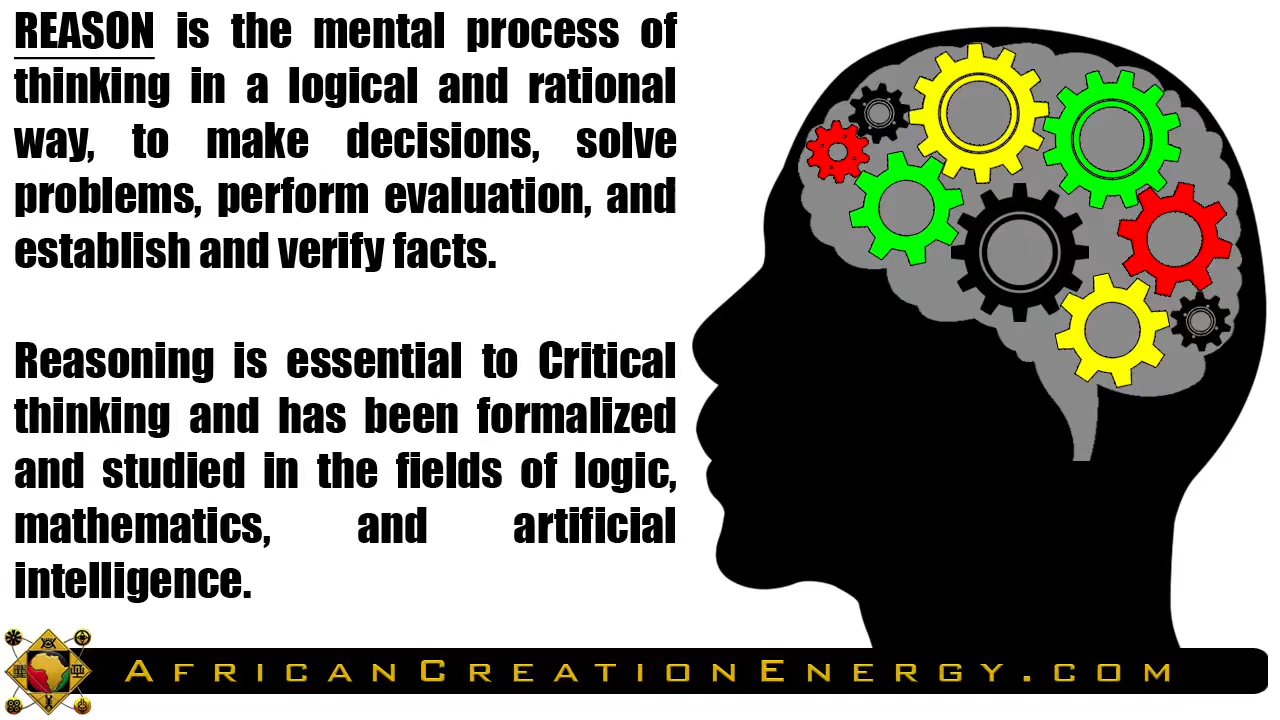 REASON is the mental process of
thinking in a logical and rational
way, to make decisions, solve
problems, perform evaluation, and
establish and verify facts.
Reasoning is essential to Critical
thinking and has been formalized
and studied in the fields of logic,
mathematics, and artificial
intelligence.
AFRICANCREATIONENERGY.COM